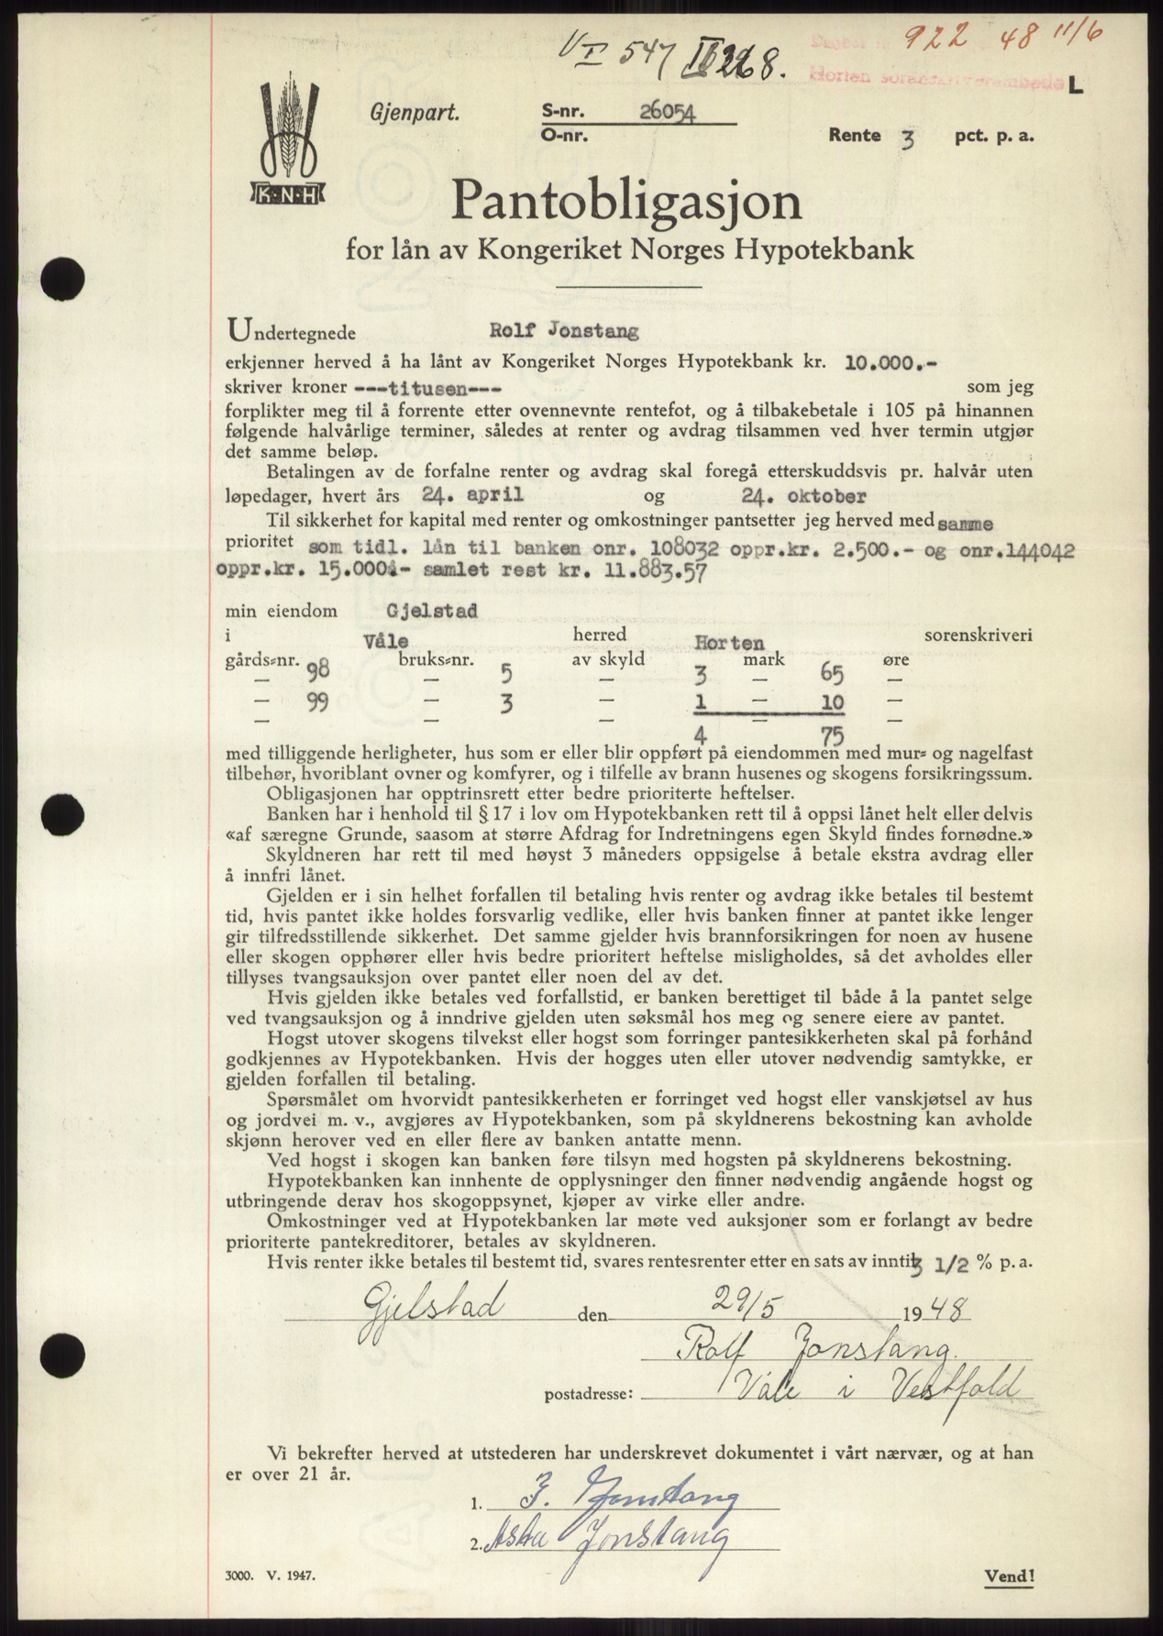 V I 547
922 48 11/6
Horten sorenskriverembede
L
Gjenpart.
S-nr. 26054
O-nr.
Rente 3 pct. p. a.
K·N·H
Pantobligasjon
for lån av Kongeriket Norges Hypotekbank
Undertegnede Rolf Jonstang
erkjenner herved å ha lånt av Kongeriket Norges Hypotekbank kr. 10.000.-
skriver kroner ---titusen--- som jeg
forplikter meg til å forrente etter ovennevnte rentefot, og å tilbakebetale i 105 på hinannen
følgende halvårlige terminer, således at renter og avdrag tilsammen ved hver termin utgjør
det samme beløp.
Betalingen av de forfalne renter og avdrag skal foregå etterskuddsvis pr. halvår uten
løpedager, hvert års 24. april og 24. oktober
Til sikkerhet for kapital med renter og omkostninger pantsetter jeg herved med samme
prioritet som tidl. lån til banken onr. 108032 oppr.kr. 2.500.- og onr.144042
oppr.kr. 15.000.- samlet rest kr. 11.883.57
min eiendom Gjelstad
i Våle herred Horten sorenskriveri
gårds-nr. 98 bruks-nr. 5 av skyld 3 mark 65 øre
— 99 — 3 — 1 — 10 —
— — — 4 — 75 —
med tilliggende herligheter, hus som er eller blir oppført på eiendommen med mur- og nagelfast
tilbehør, hvoriblant ovner og komfyrer, og i tilfelle av brann husenes og skogens forsikringssum.
Obligasjonen har opptrinsrett etter bedre prioriterte heftelser.
Banken har i henhold til § 17 i lov om Hypotekbanken rett til å oppsi lånet helt eller delvis
«af særegne Grunde, saasom at større Afdrag for Indretningens egen Skyld findes fornødne.»
Skyldneren har rett til med høyst 3 måneders oppsigelse å betale ekstra avdrag eller
å innfri lånet.
Gjelden er i sin helhet forfallen til betaling hvis renter og avdrag ikke betales til bestemt
tid, hvis pantet ikke holdes forsvarlig vedlike, eller hvis banken finner at pantet ikke lenger
gir tilfredsstillende sikkerhet. Det samme gjelder hvis brannforsikringen for noen av husene
eller skogen opphører eller hvis bedre prioritert heftelse misligholdes, så det avholdes eller
tillyses tvangsauksjon over pantet eller noen del av det.
Hvis gjelden ikke betales ved forfallstid, er banken berettiget til både å la pantet selge
ved tvangsauksjon og å inndrive gjelden uten søksmål hos meg og senere eiere av pantet.
Hogst utover skogens tilvekst eller hogst som forringer pantesikkerheten skal på forhånd
godkjennes av Hypotekbanken. Hvis der hogges uten eller utover nødvendig samtykke, er
gjelden forfallen til betaling.
Spørsmålet om hvorvidt pantesikkerheten er forringet ved hogst eller vanskjøtsel av hus
og jordvei m. v., avgjøres av Hypotekbanken, som på skyldnerens bekostning kan avholde
skjønn herover ved en eller flere av banken antatte menn.
Ved hogst i skogen kan banken føre tilsyn med hogsten på skyldnerens bekostning.
Hypotekbanken kan innhente de opplysninger den finner nødvendig angående hogst og
utbringende derav hos skogoppsynet, kjøper av virke eller andre.
Omkostninger ved at Hypotekbanken lar møte ved auksjoner som er forlangt av bedre
prioriterte pantekreditorer, betales av skyldneren.
Hvis renter ikke betales til bestemt tid, svares rentesrenter etter en sats av inntil 3 1/2 % p. a.
Gjelstad den 29/5 1948
Rolf Jonstang.
postadresse: Våle i Vestfold
Vi bekrefter herved at utstederen har underskrevet dokumentet i vårt nærvær, og at han
er over 21 år.
1. J. Jonstang
2. Asta Jonstang
3000. V. 1947.
Vend!